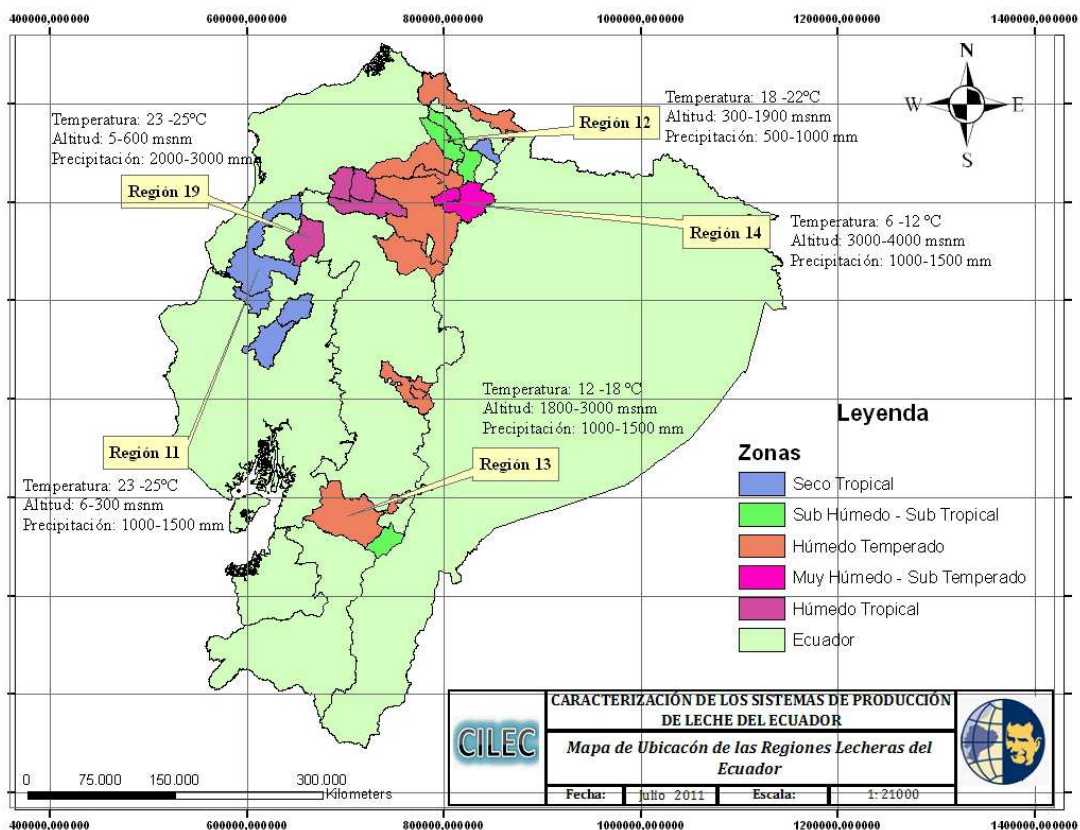 400000,000000 600000,000000 800000,000000 1000000,000000 1200000,000000 1400000,000000
N
W E
S
Temperatura: 18 -22ºC
Altitud: 300-1900 msnm
Precipitación: 500-1000 mm
Región 12
Temperatura: 23 -25ºC
Altitud: 5-600 msnm
Precipitación: 2000-3000 mm
Región 19
Temperatura: 6 -12 ºC
Altitud: 3000-4000 msnm
Precipitación: 1000-1500 mm
Región 14
Temperatura: 12 -18 ºC
Altitud: 1800-3000 msnm
Precipitación: 1000-1500 mm
Región 13
Región 11
Temperatura: 23 -25ºC
Altitud: 6-300 msnm
Precipitación: 1000-1500 mm
Leyenda
Zonas
Seco Tropical
Sub Húmedo - Sub Tropical
Húmedo Temperado
Muy Húmedo - Sub Temperado
Húmedo Tropical
Ecuador
CILEC
CARACTERIZACIÓN DE LOS SISTEMAS DE PRODUCCIÓN
DE LECHE DEL ECUADOR
Mapa de Ubicacón de las Regiones Lecheras del
Ecuador
Fecha: julio 2011 Escala: 1: 21000
0 75.000 150.000 300.000
Kilometers
400000,000000 600000,000000 800000,000000 1000000,000000 1200000,000000 1400000,000000